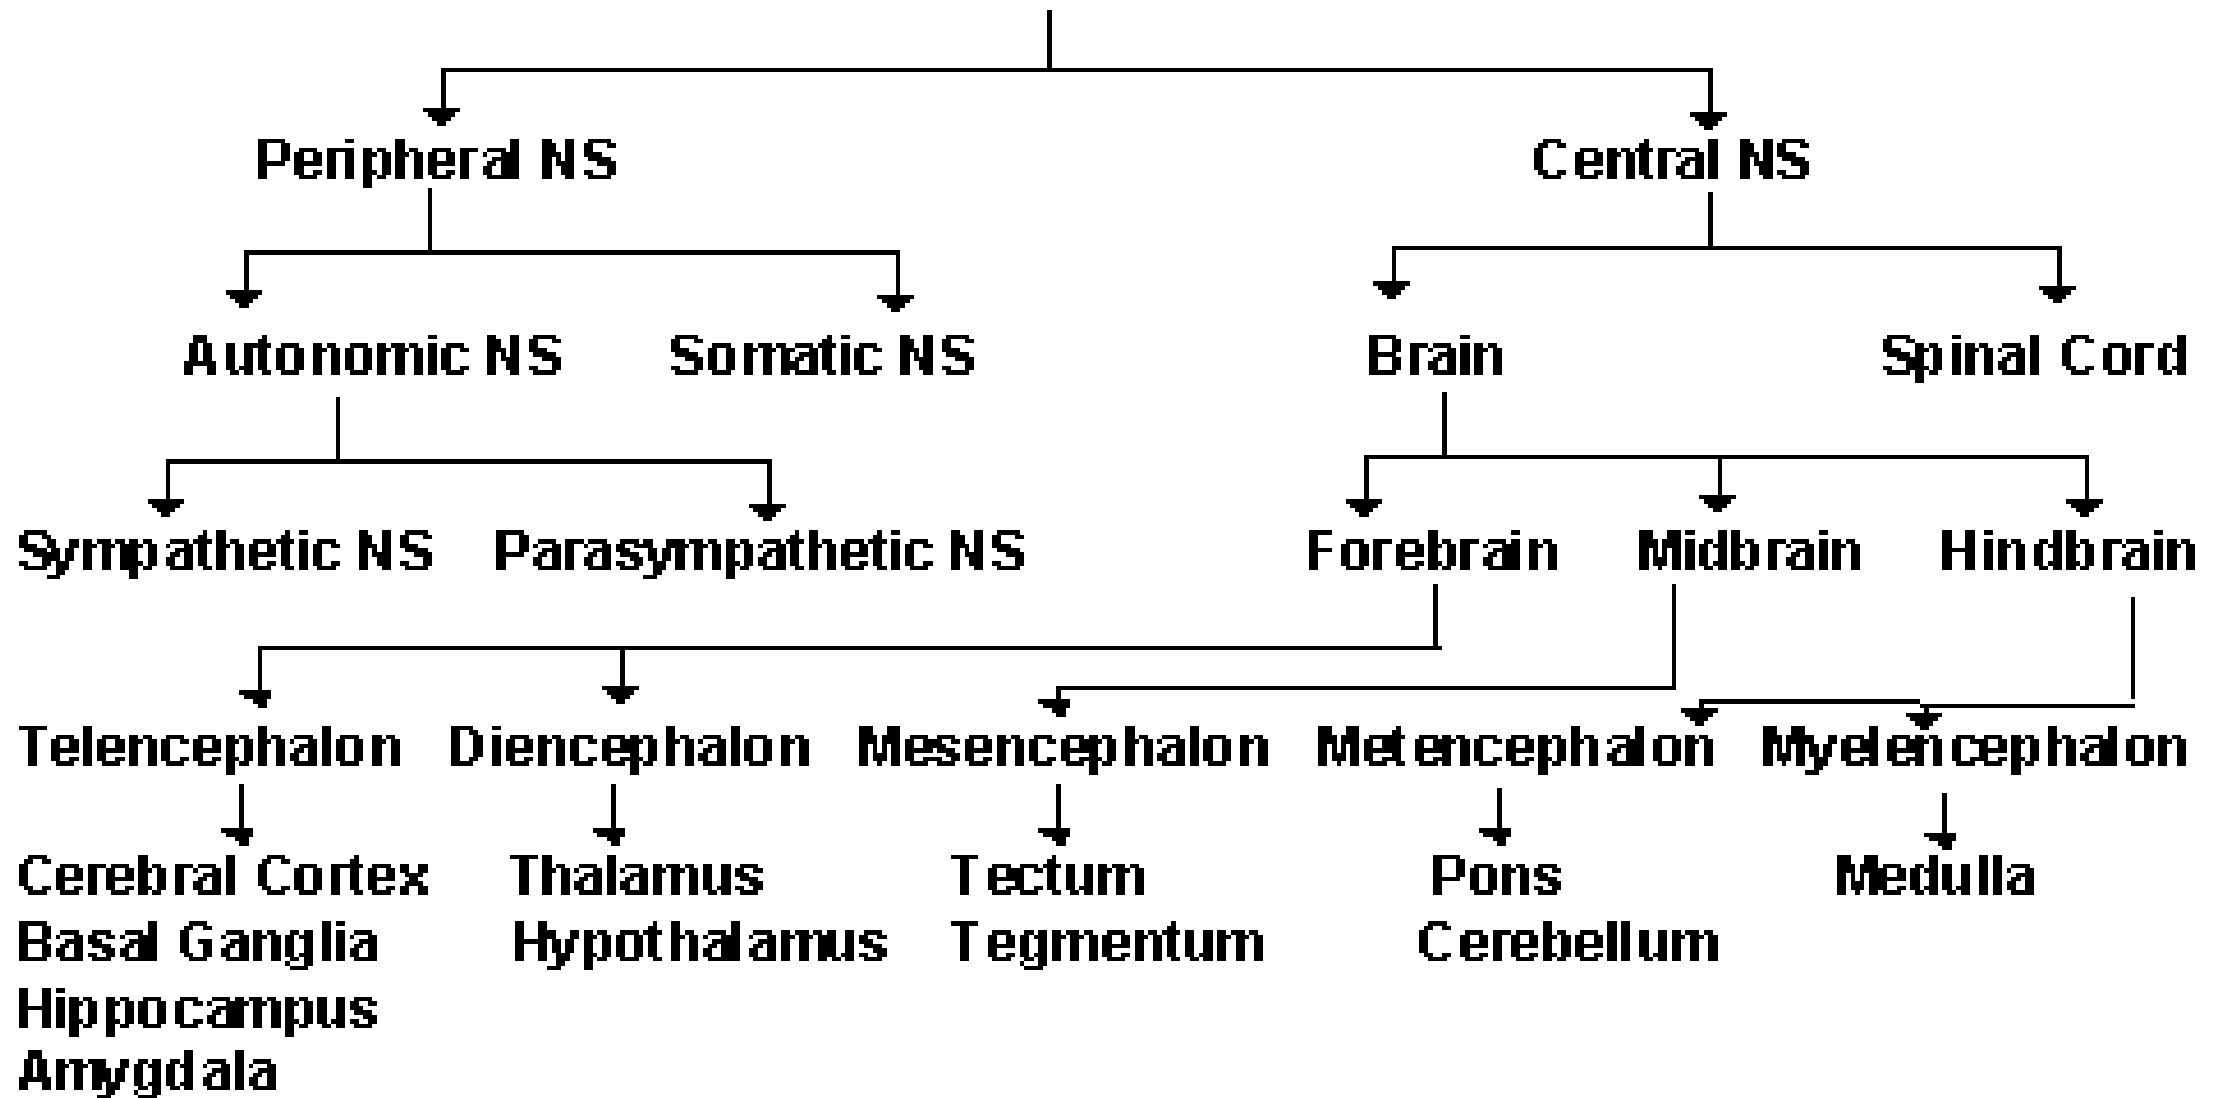 Peripheral NS Central NS
Autonomic NS Somatic NS Brain Spinal Cord
Sympathetic NS Parasympathetic NS Forebrain Midbrain Hindbrain
Telencephalon Diencephalon Mesencephalon Metencephalon Myelencephalon
Cerebral Cortex Thalamus Tectum Pons Medulla
Basal Ganglia Hypothalamus Tegmentum Cerebellum
Hippocampus
Amygdala